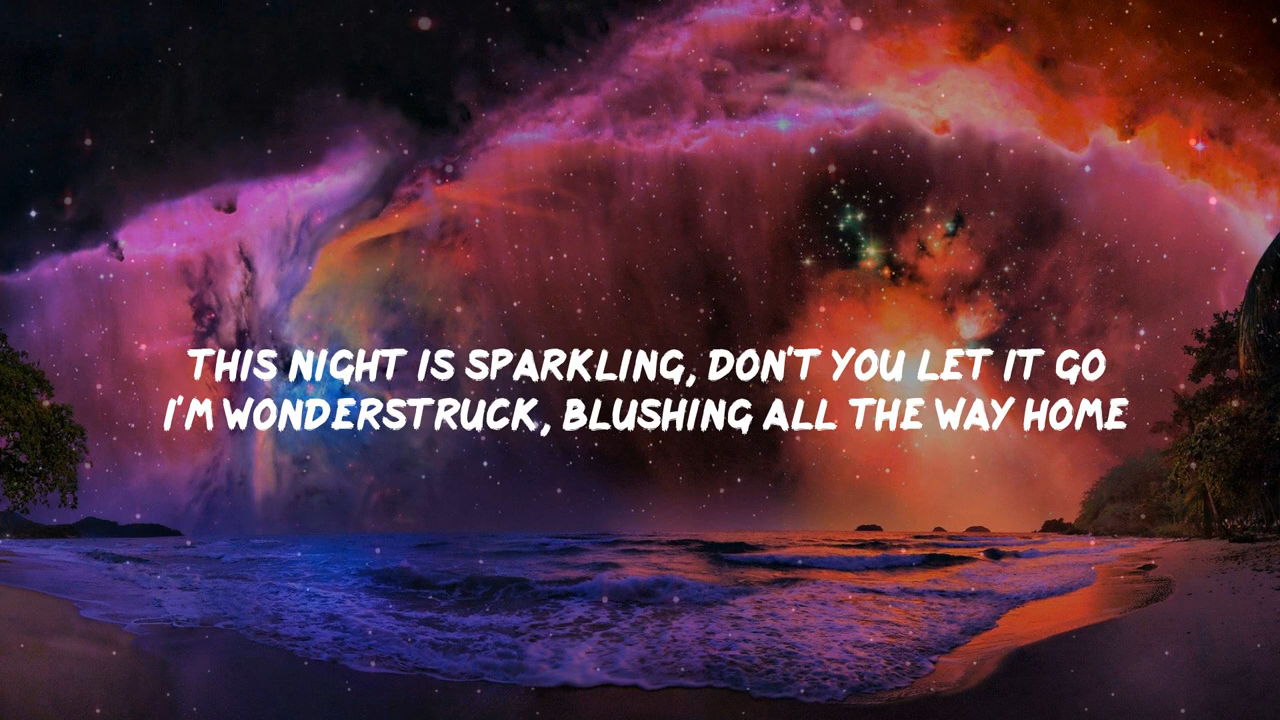 THIS NIGHT IS SPARKLING, DON'T YOU LET IT GO
I'M WONDERSTRUCK, BLUSHING ALL THE WAY HOME